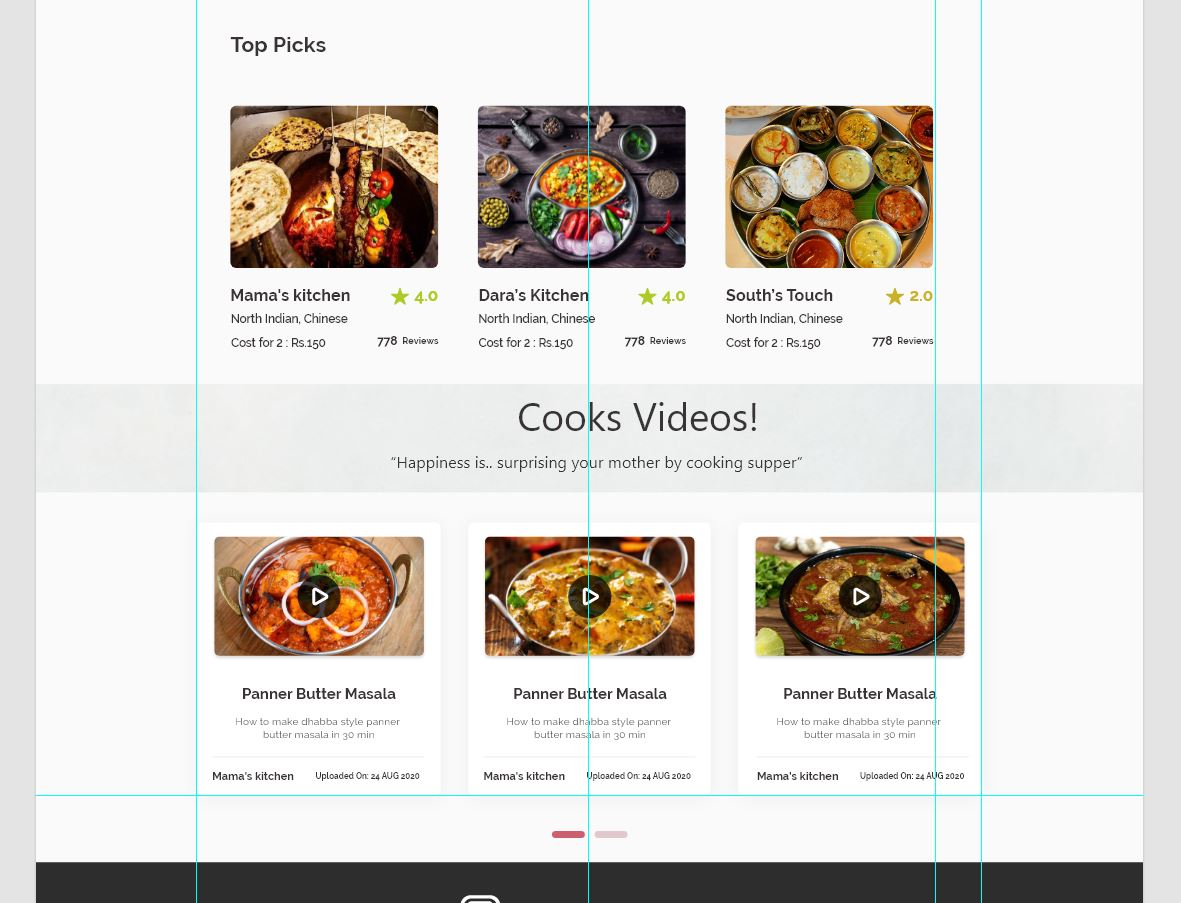 Top Picks
Mama's kitchen 4.0
North Indian, Chinese
Cost for 2 : Rs.150 778 Reviews
Dara's Kitchen 4.0
North Indian, Chinese
Cost for 2 : Rs.150 778 Reviews
South's Touch 2.0
North Indian, Chinese
Cost for 2 : Rs.150 778 Reviews
Cooks Videos!
“Happiness is.. surprising your mother by cooking supper”
Panner Butter Masala
How to make dhabba style panner
butter masala in 30 min
Mama's kitchen Uploaded On: 24 AUG 2020
Panner Butter Masala
How to make dhabba style panner
butter masala in 30 min
Mama's kitchen Uploaded On: 24 AUG 2020
Panner Butter Masala
How to make dhabba style panner
butter masala in 30 min
Mama's kitchen Uploaded On: 24 AUG 2020